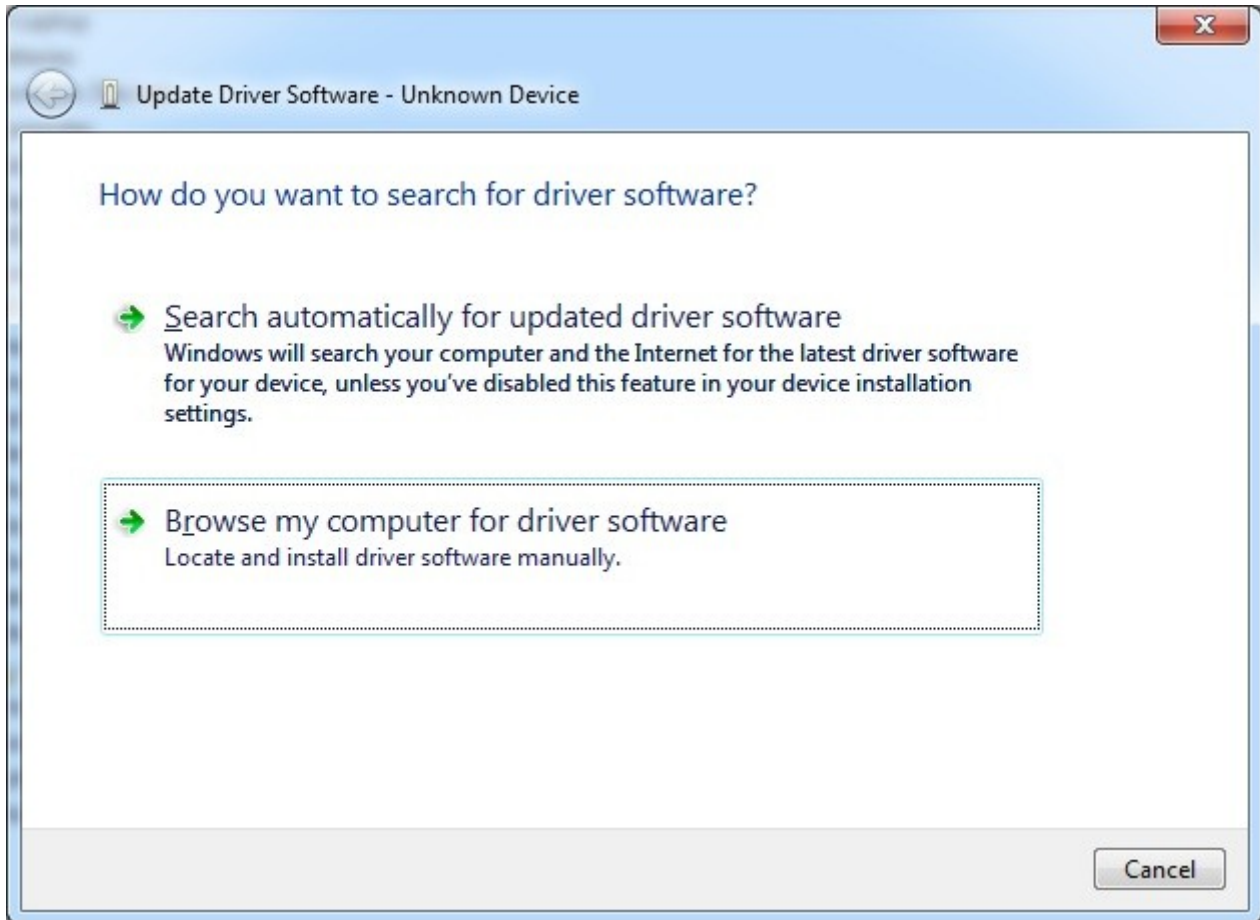 Update Driver Software - Unknown Device
How do you want to search for driver software?
Search automatically for updated driver software
Windows will search your computer and the Internet for the latest driver software
for your device, unless you've disabled this feature in your device installation
settings.
Browse my computer for driver software
Locate and install driver software manually.
Cancel